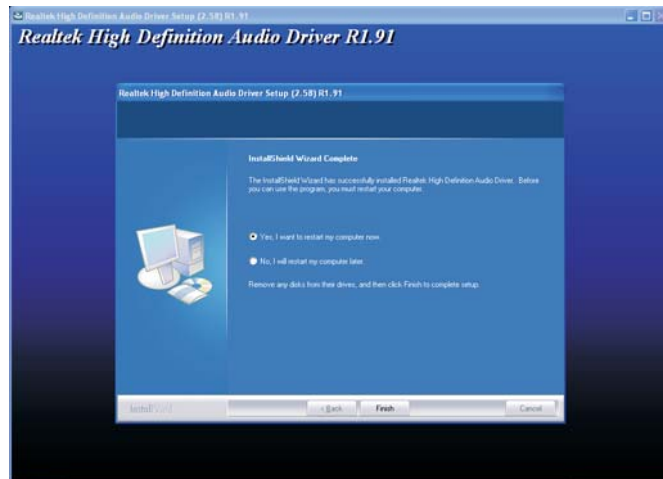 Realtek High Definition Audio Driver Setup (2.58) R1.91
Realtek High Definition Audio Driver R1.91
Realtek High Definition Audio Driver Setup (2.58) R1.91
InstallShield Wizard Complete
The InstallShield Wizard has successfully installed Realtek High Definition Audio Driver. Before
you can use the program, you must restart your computer.
Yes, I want to restart my computer now.
No, I will restart my computer later.
Remove any disks from their drives, and then click Finish to complete setup.
InstallShield
< Back
Finish
Cancel